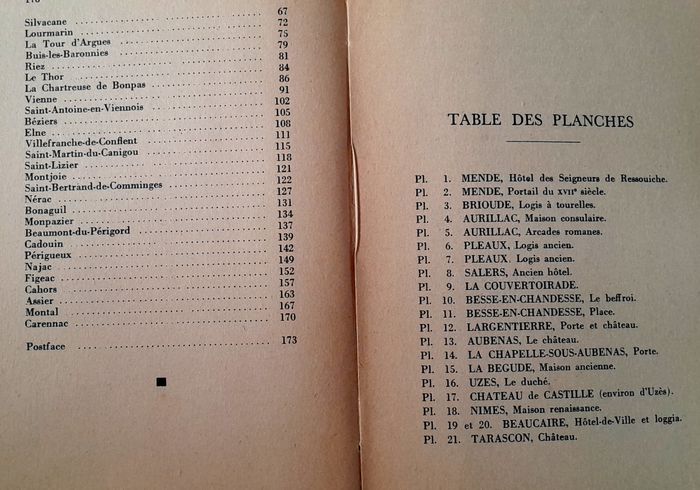 Silvacane ........ 67
Lourmarin ........ 72
La Tour d'Argues ........ 75
Buis-les-Baronnies ........ 79
Riez ........ 81
Le Thor ........ 84
La Chartreuse de Bonpas ........ 86
Vienne ........ 91
Saint-Antoine-en-Viennois ........ 102
Béziers ........ 105
Elne ........ 108
Villefranche-de-Conflent ........ 111
Saint-Martin-du-Canigou ........ 115
Saint-Lizier ........ 118
Montjoie ........ 121
Saint-Bertrand-de-Comminges ........ 122
Nérac ........ 127
Bonaguil ........ 131
Monpazier ........ 134
Beaumont-du-Périgord ........ 137
Cadouin ........ 139
Périgueux ........ 142
Najac ........ 149
Figeac ........ 152
Cahors ........ 157
Assier ........ 163
Montal ........ 167
Carennac ........ 170
Postface ........ 173
TABLE DES PLANCHES
Pl. 1. MENDE, Hôtel des Seigneurs de Ressouiche.
Pl. 2. MENDE, Portail du XVIIe siècle.
Pl. 3. BRIOUDE, Logis à tourelles.
Pl. 4. AURILLAC, Maison consulaire.
Pl. 5. AURILLAC, Arcades romanes.
Pl. 6. PLEAUX, Logis ancien.
Pl. 7. PLEAUX, Logis ancien.
Pl. 8. SALERS, Ancien hôtel.
Pl. 9. LA COUVERTOIRADE.
Pl. 10. BESSE-EN-CHANDESSE, Le beffroi.
Pl. 11. BESSE-EN-CHANDESSE, Place.
Pl. 12. LARGENTIERRE, Porte et château.
Pl. 13. AUBENAS, Le château.
Pl. 14. LA CHAPELLE-SOUS-AUBENAS, Porte.
Pl. 15. LA BEGUDE, Maison ancienne.
Pl. 16. UZES, Le duché.
Pl. 17. CHATEAU de CASTILLE (environ d'Uzès).
Pl. 18. NIMES, Maison renaissance.
Pl. 19 et 20. BEAUCAIRE, Hôtel-de-Ville et loggia.
Pl. 21. TARASCON, Château.